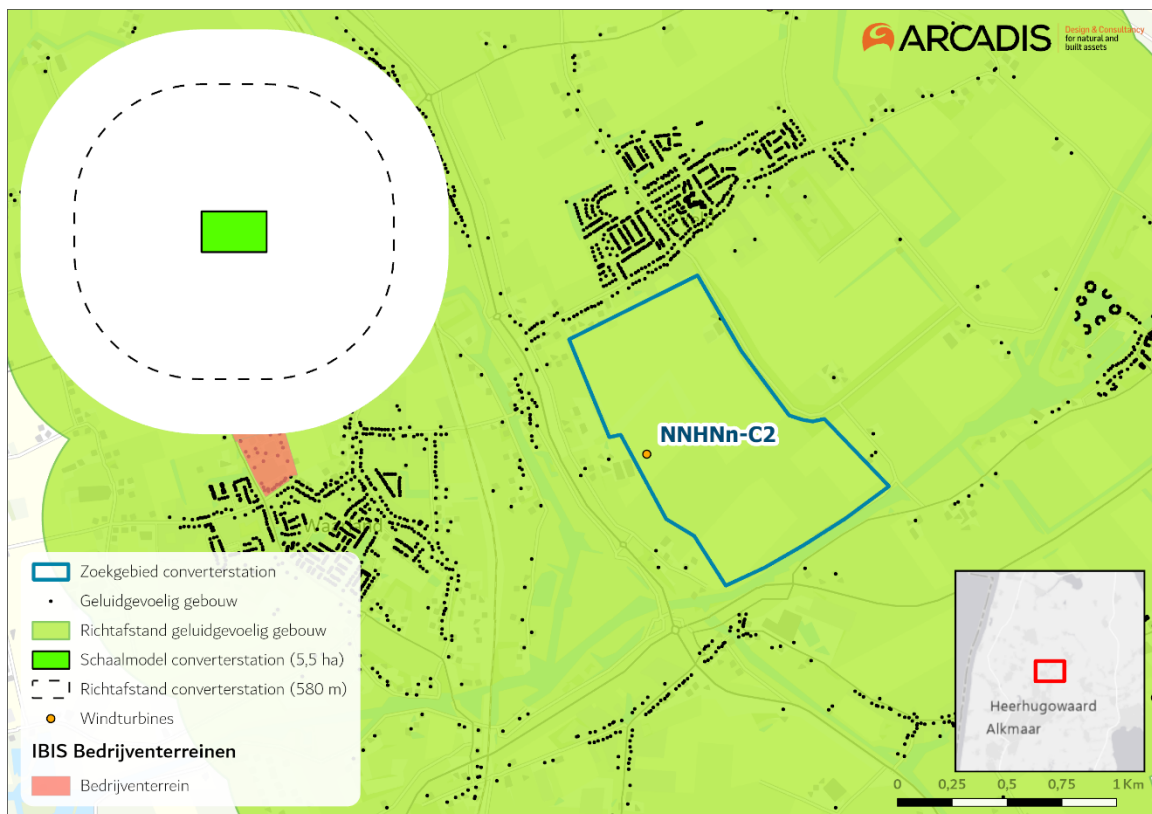 ARCADIS
Design & Consultancy
for natural and
built assets
NNHNn-C2
Zoekgebied converterstation
Geluidgevoelig gebouw
Richtafstand geluidgevoelig gebouw
Schaalmodel converterstation (5,5 ha)
Richtafstand converterstation (580 m)
Windturbines
IBIS Bedrijventerreinen
Bedrijventerrein
Heerhugowaard
Alkmaar
0 0,25 0,5 0,75 1 Km